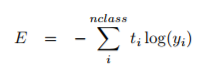 nclass
E = − ∑ t_i log(y_i)
i